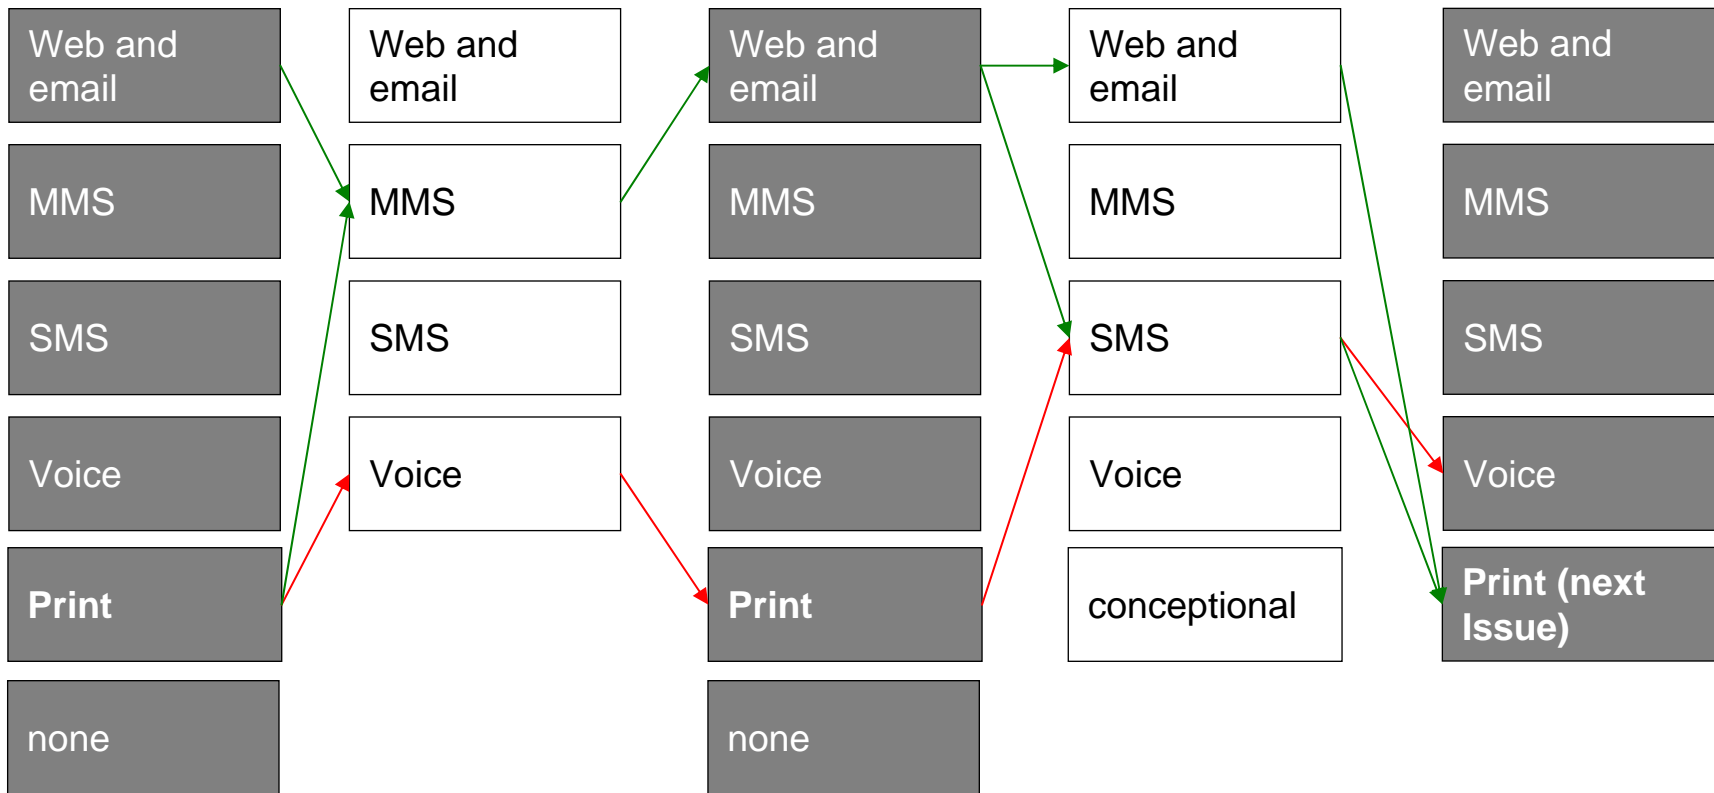 Web and
email
MMS
SMS
Voice
Print
none
Web and
email
MMS
SMS
Voice
Web and
email
MMS
SMS
Voice
Print
none
Web and
email
MMS
SMS
Voice
conceptional
Web and
email
MMS
SMS
Voice
Print (next
Issue)